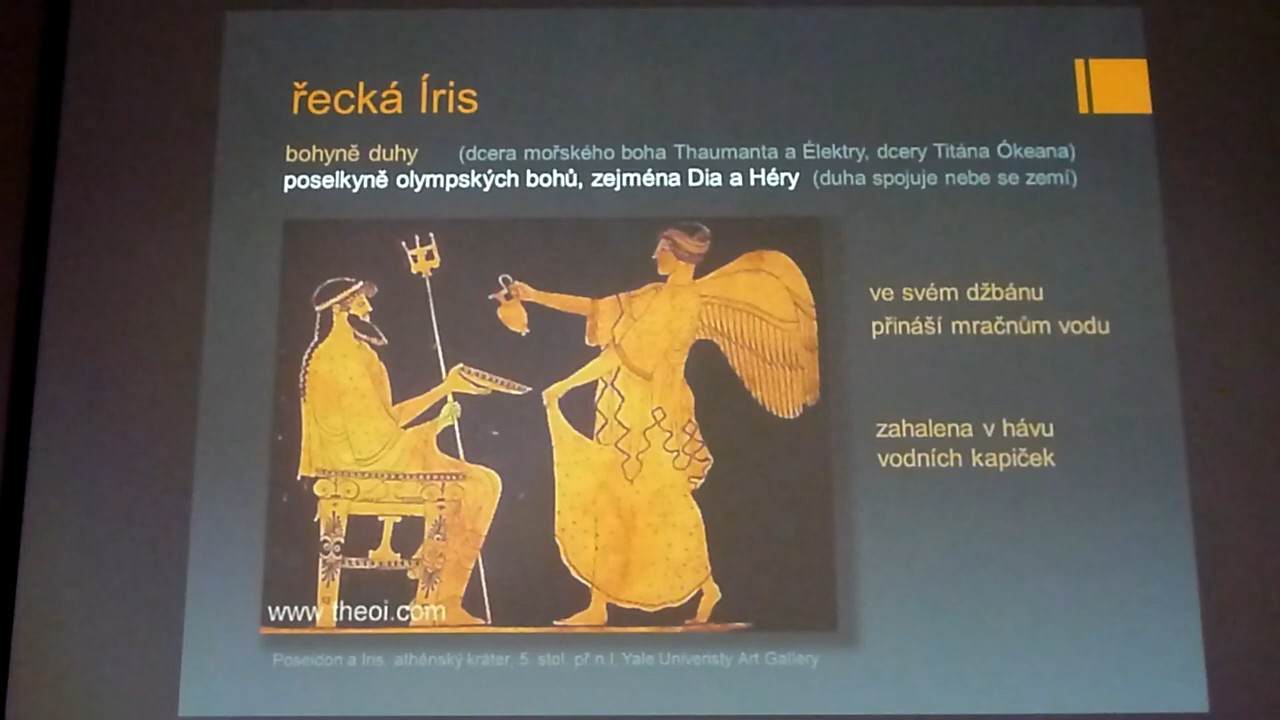 řecká Íris
bohyně duhy (dcera mořského boha Thaumanta a Élektry, dcery Titána Ókeana)
poselkyně olympských bohů, zejména Dia a Héry (duha spojuje nebe se zemí)
ve svém džbánu
přináší mračnům vodu
zahalena v hávu
vodních kapiček
www.theoi.com
Poseidon a Iris, athénský kráter, 5. stol. př.n.l. Yale Univeristy Art Gallery